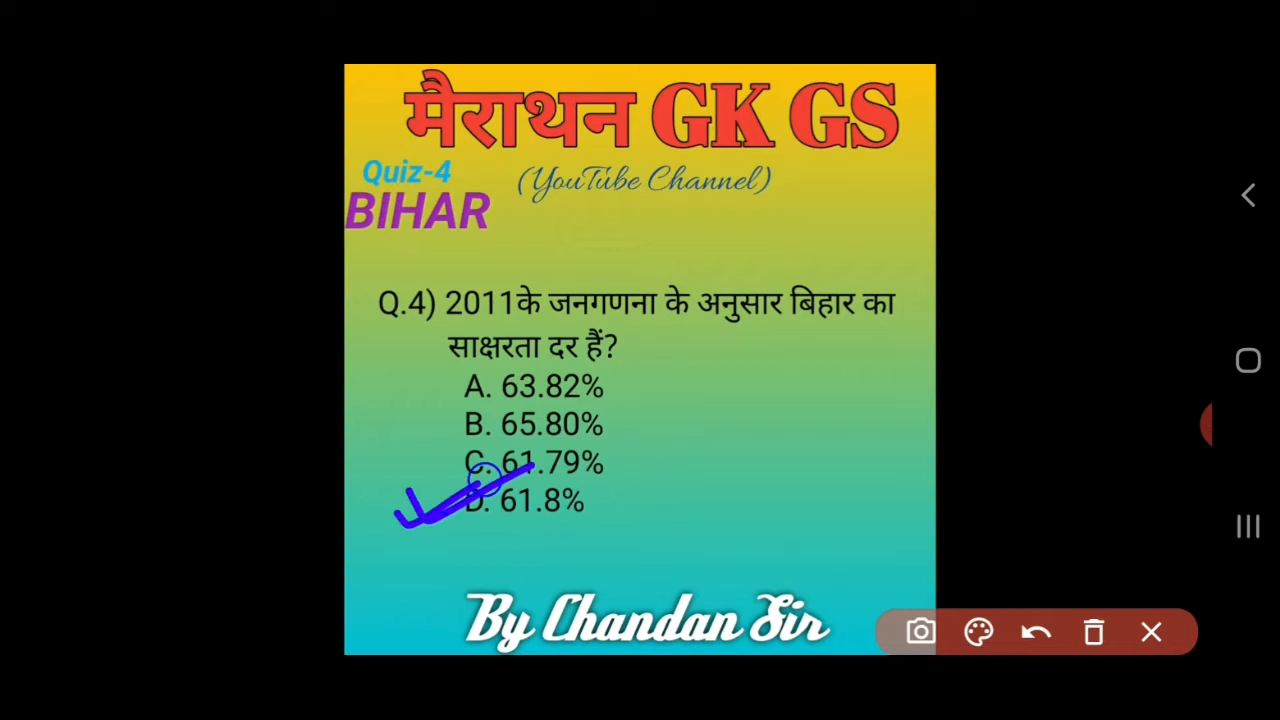 मैराथन GK GS
(YouTube Channel)
Quiz-4
BIHAR
Q.4) 2011के जनगणना के अनुसार बिहार का
साक्षरता दर हैं?
A. 63.82%
B. 65.80%
C. 61.79%
D. 61.8%
By Chandan Sir